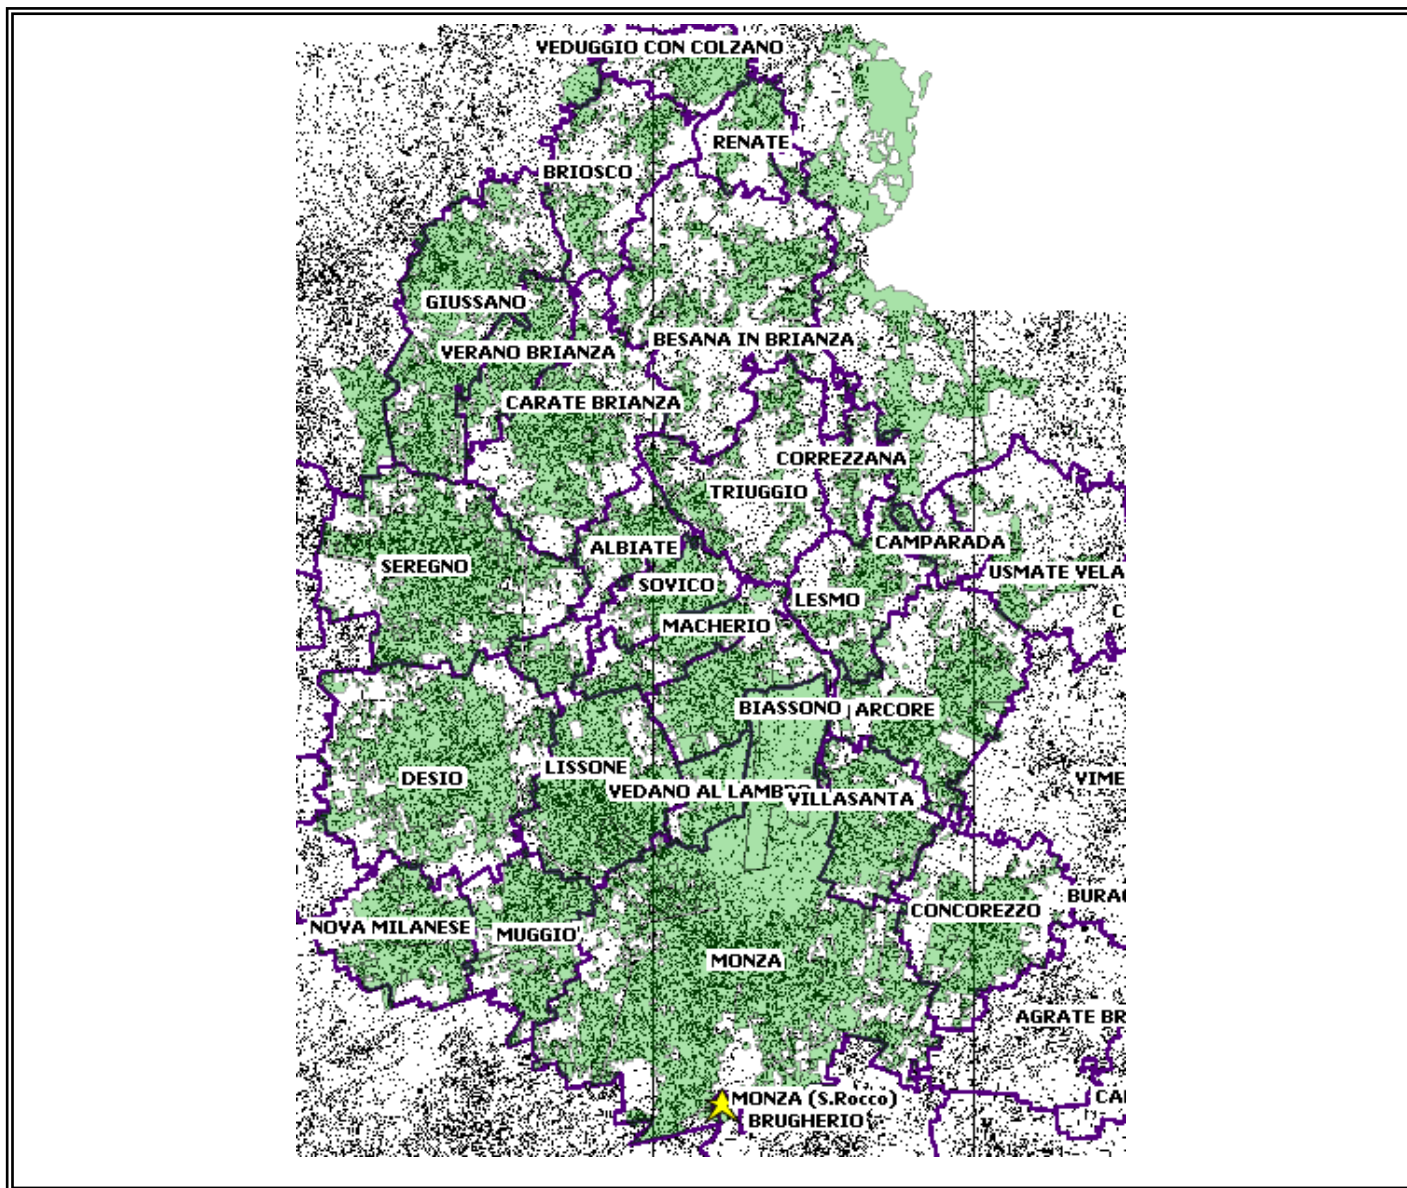 VEDUGGIO CON COLZANO
RENATE
BRIOSCO
GIUSSANO
BESANA IN BRIANZA
VERANO BRIANZA
CARATE BRIANZA
CORREZZANA
TRIUGGIO
CAMPARADA
ALBIATE
SEREGNO
USMATE VELA
SOVICO
LESMO
C
MACHERIO
BIASSONO
ARCORE
LISSONE
DESIO
VIME
VEDANO AL LAMBRO
VILLASANTA
BURAG
CONCOREZZO
NOVA MILANESE
MUGGIO'
MONZA
AGRATE BR
CA
MONZA (S.Rocco)
BRUGHERIO